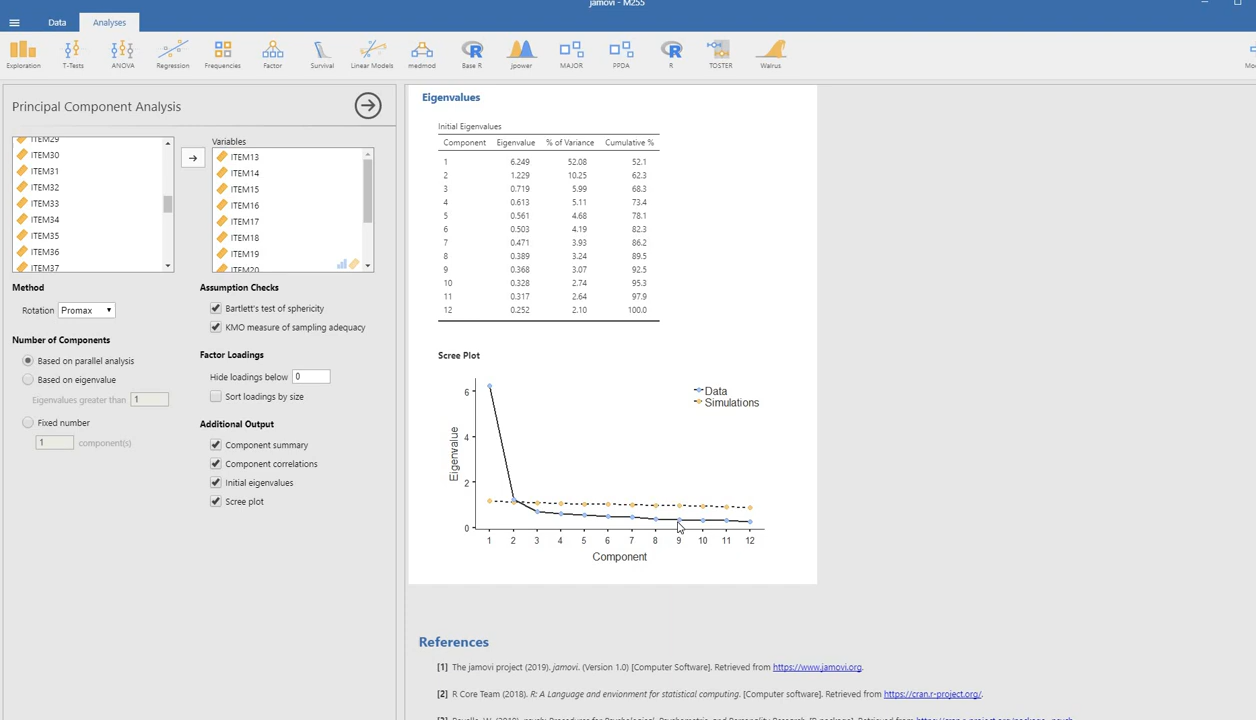 jamovi - M255
Data
Analyses
Exploration T-Tests ANOVA Regression Frequencies Factor Survival Linear Models medmod Base R jpower MAJOR PPDA R TOSTER Walrus
Principal Component Analysis
ITEM29
ITEM30
ITEM31
ITEM32
ITEM33
ITEM34
ITEM35
ITEM36
ITEM37
Variables
ITEM13
ITEM14
ITEM15
ITEM16
ITEM17
ITEM18
ITEM19
ITEM20
Method
Rotation Promax
Number of Components
Based on parallel analysis
Based on eigenvalue
Eigenvalues greater than 1
Fixed number
1 component(s)
Assumption Checks
Bartlett's test of sphericity
KMO measure of sampling adequacy
Factor Loadings
Hide loadings below 0
Sort loadings by size
Additional Output
Component summary
Component correlations
Initial eigenvalues
Scree plot
Eigenvalues
Initial Eigenvalues
Component Eigenvalue % of Variance Cumulative %
1 6.249 52.08 52.1
2 1.229 10.25 62.3
3 0.719 5.99 68.3
4 0.613 5.11 73.4
5 0.561 4.68 78.1
6 0.503 4.19 82.3
7 0.471 3.93 86.2
8 0.389 3.24 89.5
9 0.368 3.07 92.5
10 0.328 2.74 95.3
11 0.317 2.64 97.9
12 0.252 2.10 100.0
Scree Plot
Data
Simulations
Eigenvalue
6
4
2
0
1 2 3 4 5 6 7 8 9 10 11 12
Component
References
[1] The jamovi project (2019). jamovi. (Version 1.0) [Computer Software]. Retrieved from https://www.jamovi.org.
[2] R Core Team (2018). R: A Language and envionment for statistical computing. [Computer software]. Retrieved from https://cran.r-project.org/.